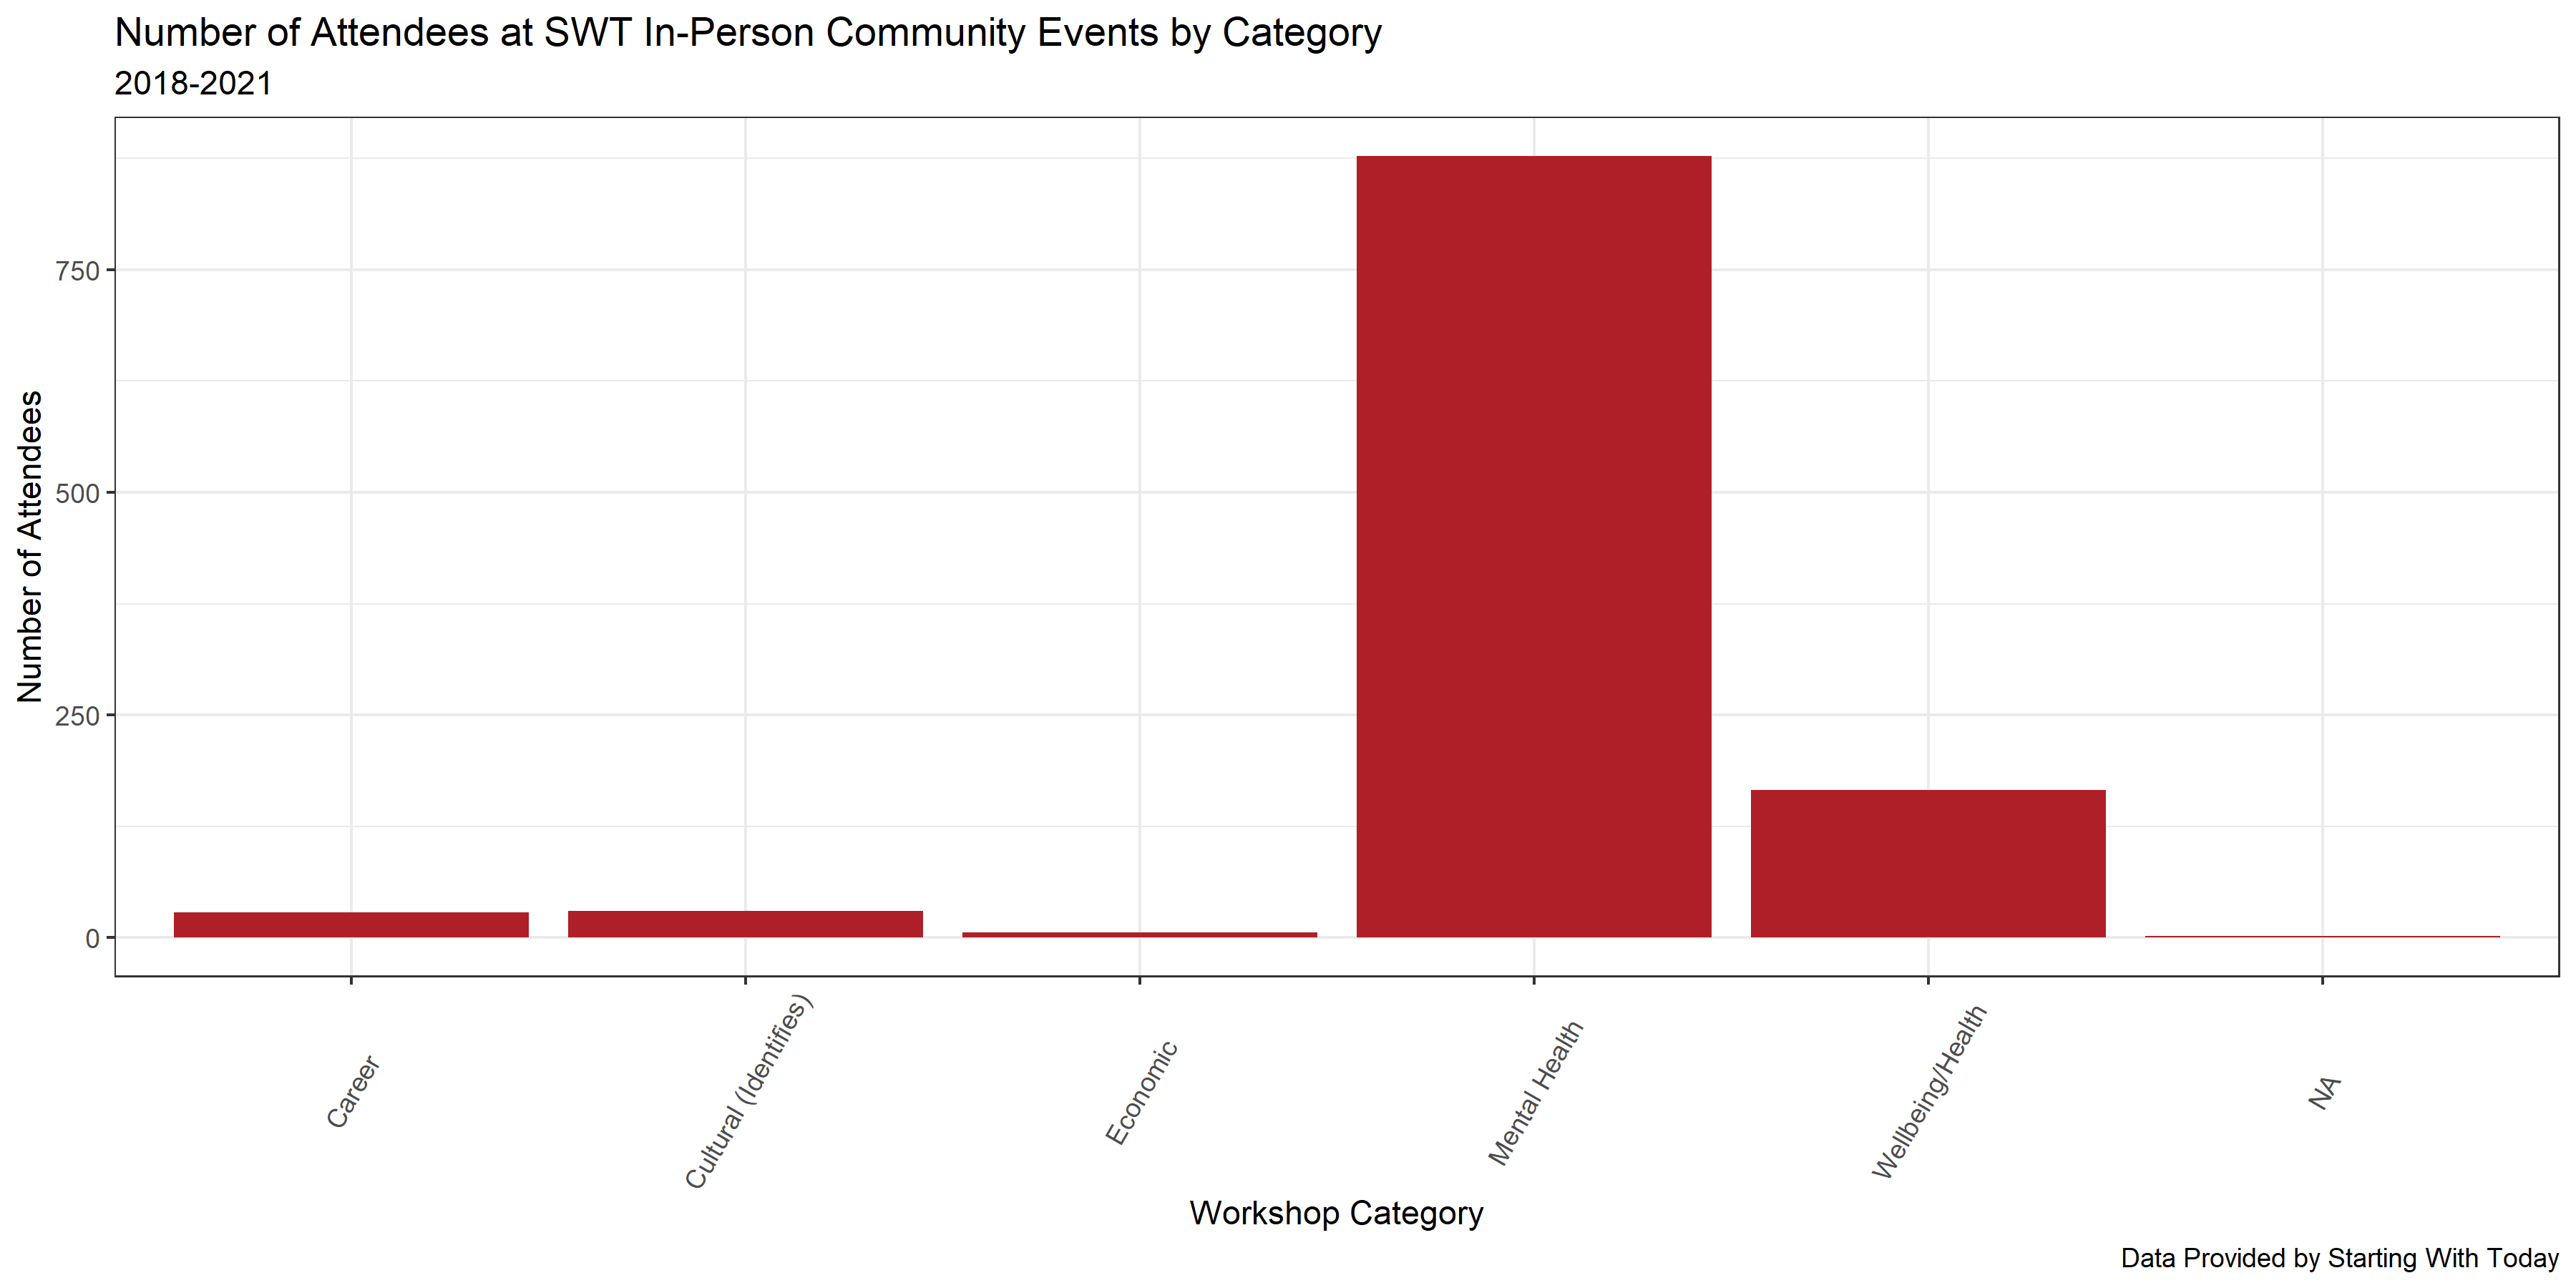 Number of Attendees at SWT In-Person Community Events by Category
2018-2021
Number of Attendees
750
500
250
0
Career
Cultural (Identifies)
Economic
Mental Health
Wellbeing/Health
NA
Workshop Category
Data Provided by Starting With Today